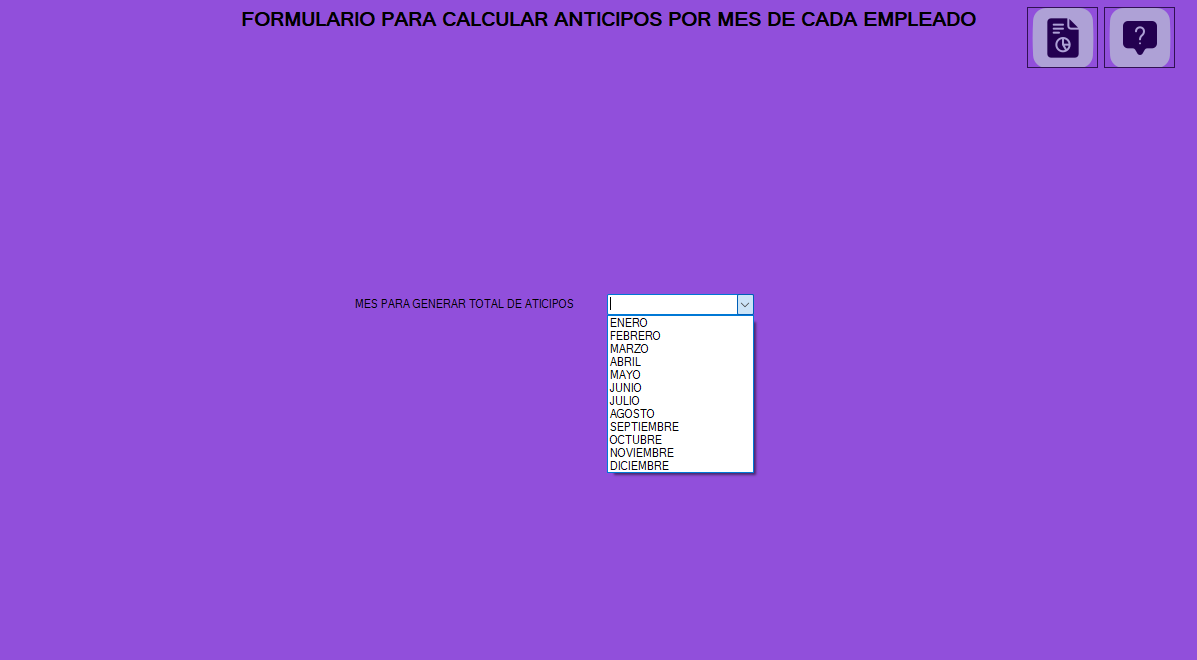 FORMULARIO PARA CALCULAR ANTICIPOS POR MES DE CADA EMPLEADO
?
MES PARA GENERAR TOTAL DE ATICIPOS
ENERO
FEBRERO
MARZO
ABRIL
MAYO
JUNIO
JULIO
AGOSTO
SEPTIEMBRE
OCTUBRE
NOVIEMBRE
DICIEMBRE